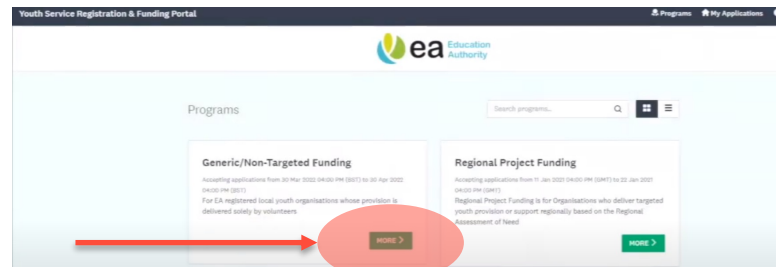 Youth Service Registration & Funding Portal
Programs
My Applications
ea Education
Authority
Programs
Search programs..
Generic/Non-Targeted Funding
Accepting applications from 30 Mar 2022 04:00 PM (BST) to 30 Apr 2022
04:00 PM (BST)
For EA registered local youth organisations whose provision is
delivered solely by volunteers
MORE >
Regional Project Funding
Accepting applications from 11 Jan 2021 04:00 PM (GMT) to 22 Jan 2021
04:00 PM (GMT)
Regional Project Funding is for Organisations who deliver targeted
youth provision or support regionally based on the Regional
Assessment of Need
MORE >